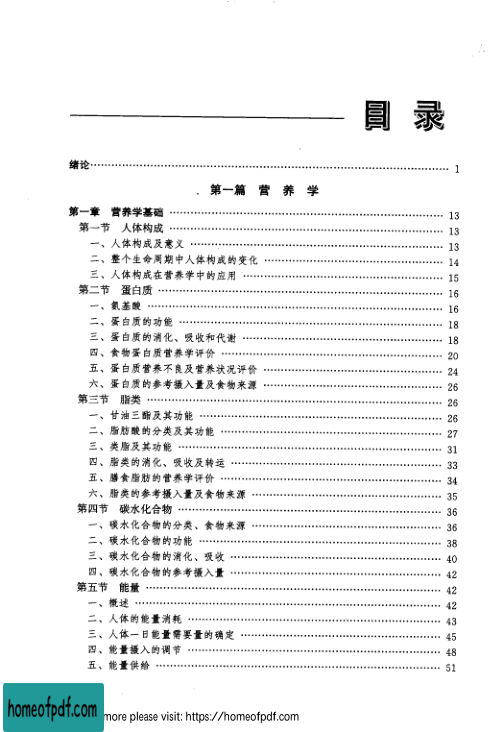 目 录
绪论 1
第一篇 营 养 学
第一章 营养学基础 13
第一节 人体构成 13
一、人体构成及意义 13
二、整个生命周期中人体构成的变化 14
三、人体构成在营养学中的应用 15
第二节 蛋白质 16
一、氨基酸 16
二、蛋白质的功能 18
三、蛋白质的消化、吸收和代谢 18
四、食物蛋白质营养学评价 20
五、蛋白质营养不良及营养状况评价 24
六、蛋白质的参考摄入量及食物来源 26
第三节 脂类 26
一、甘油三酯及其功能 26
二、脂肪酸的分类及其功能 27
三、类脂及其功能 31
四、脂类的消化、吸收及转运 33
五、膳食脂肪的营养学评价 34
六、脂类的参考摄入量及食物来源 35
第四节 碳水化合物 36
一、碳水化合物的分类、食物来源 36
二、碳水化合物的功能 38
三、碳水化合物的消化、吸收 40
四、碳水化合物的参考摄入量 42
第五节 能量 42
一、概述 42
二、人体的能量消耗 43
三、人体一日能量需要量的确定 45
四、能量摄入的调节 48
五、能量供给 51
homeofpdf.com
more please visit: https://homeofpdf.com